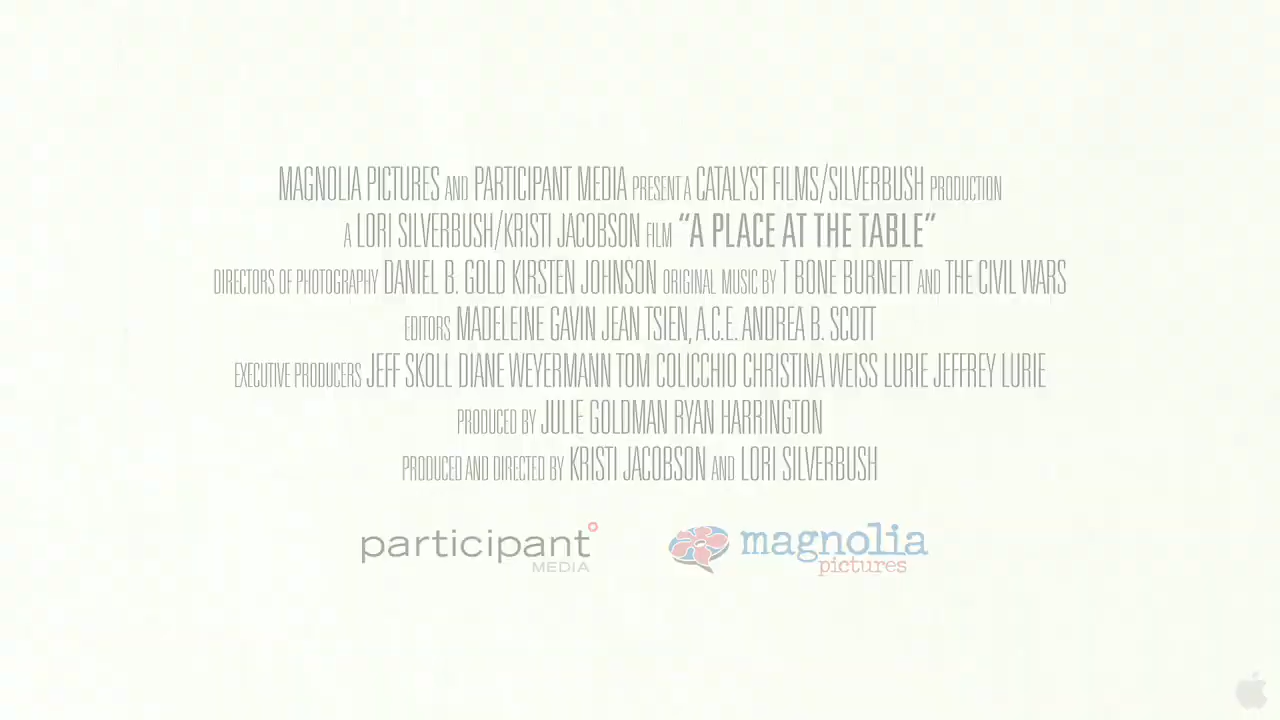 MAGNOLIA PICTURES AND PARTICIPANT MEDIA PRESENT A CATALYST FILMS/SILVERBUSH PRODUCTION
A LORI SILVERBUSH/KRISTI JACOBSON FILM “A PLACE AT THE TABLE”
DIRECTORS OF PHOTOGRAPHY DANIEL B. GOLD KIRSTEN JOHNSON ORIGINAL MUSIC BY T BONE BURNETT AND THE CIVIL WARS
EDITORS MADELEINE GAVIN JEAN TSIEN, A.C.E. ANDREA B. SCOTT
EXECUTIVE PRODUCERS JEFF SKOLL DIANE WEYERMANN TOM COLICCHIO CHRISTINA WEISS LURIE JEFFREY LURIE
PRODUCED BY JULIE GOLDMAN RYAN HARRINGTON
PRODUCED AND DIRECTED BY KRISTI JACOBSON AND LORI SILVERBUSH
participant°
MEDIA
magnolia
pictures